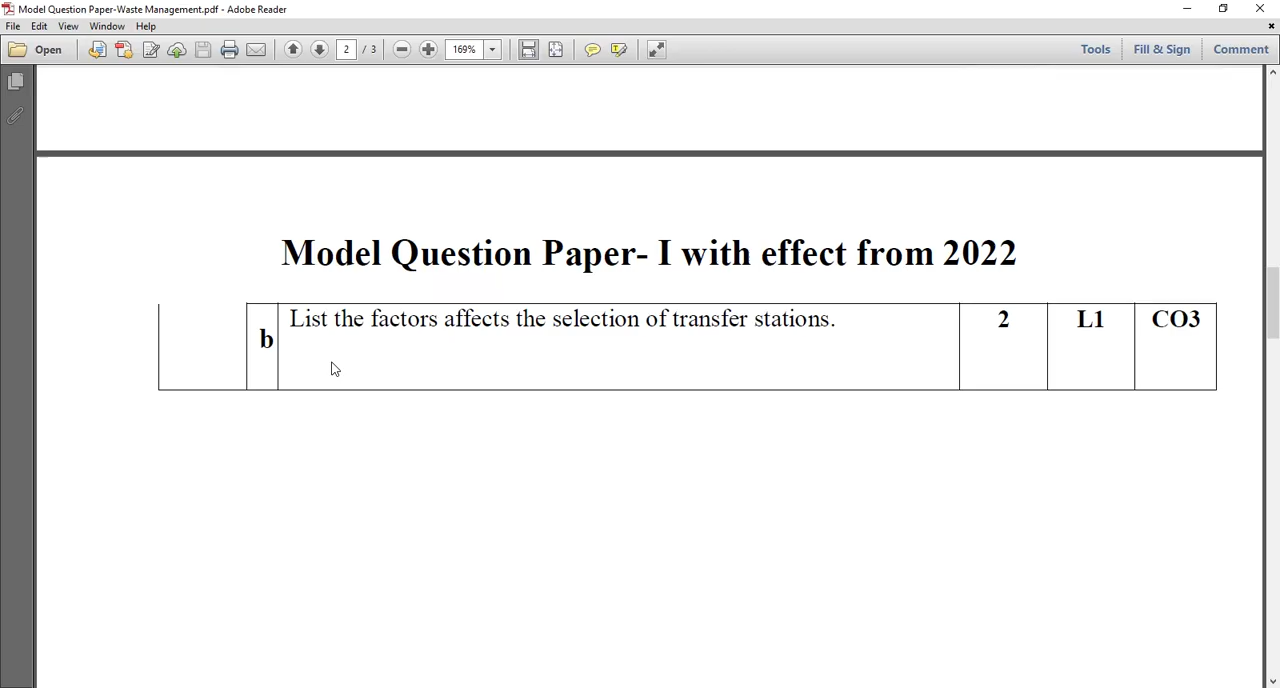 Model Question Paper-Waste Management.pdf - Adobe Reader
File Edit View Window Help
Open 2 / 3 169% Tools Fill & Sign Comment
Model Question Paper- I with effect from 2022
b List the factors affects the selection of transfer stations. 2 L1 CO3